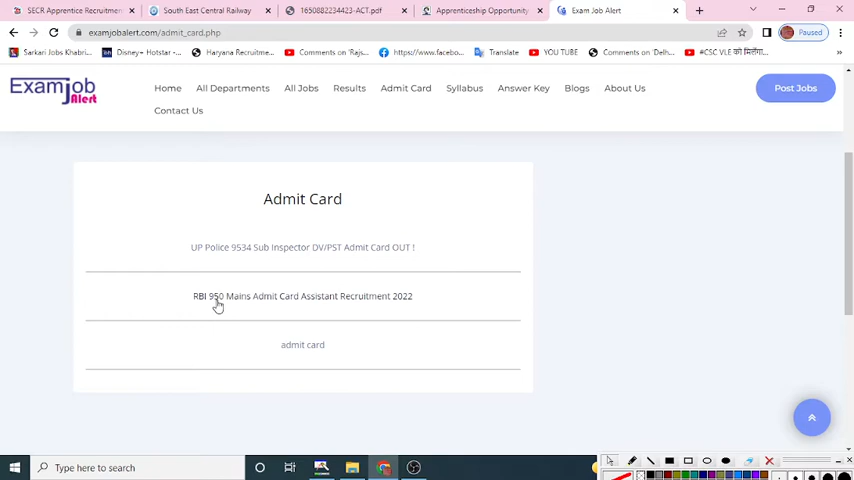 SECR Apprentice Recruitment
South East Central Railway
1650882234423-ACT.pdf
Apprenticeship Opportunity
Exam Job Alert
examjobalert.com/admit_card.php
Paused
Sarkari Jobs Khabri...
Disney+ Hotstar -...
Haryana Recruitme...
Comments on 'Rajs...
https://www.facebo...
Translate
YOU TUBE
Comments on 'Delh...
#CSC VLE को मिलेंगा...
Examjob Alert
Home
All Departments
All Jobs
Results
Admit Card
Syllabus
Answer Key
Blogs
About Us
Post Jobs
Contact Us
Admit Card
UP Police 9534 Sub Inspector DV/PST Admit Card OUT !
RBI 950 Mains Admit Card Assistant Recruitment 2022
admit card
Type here to search